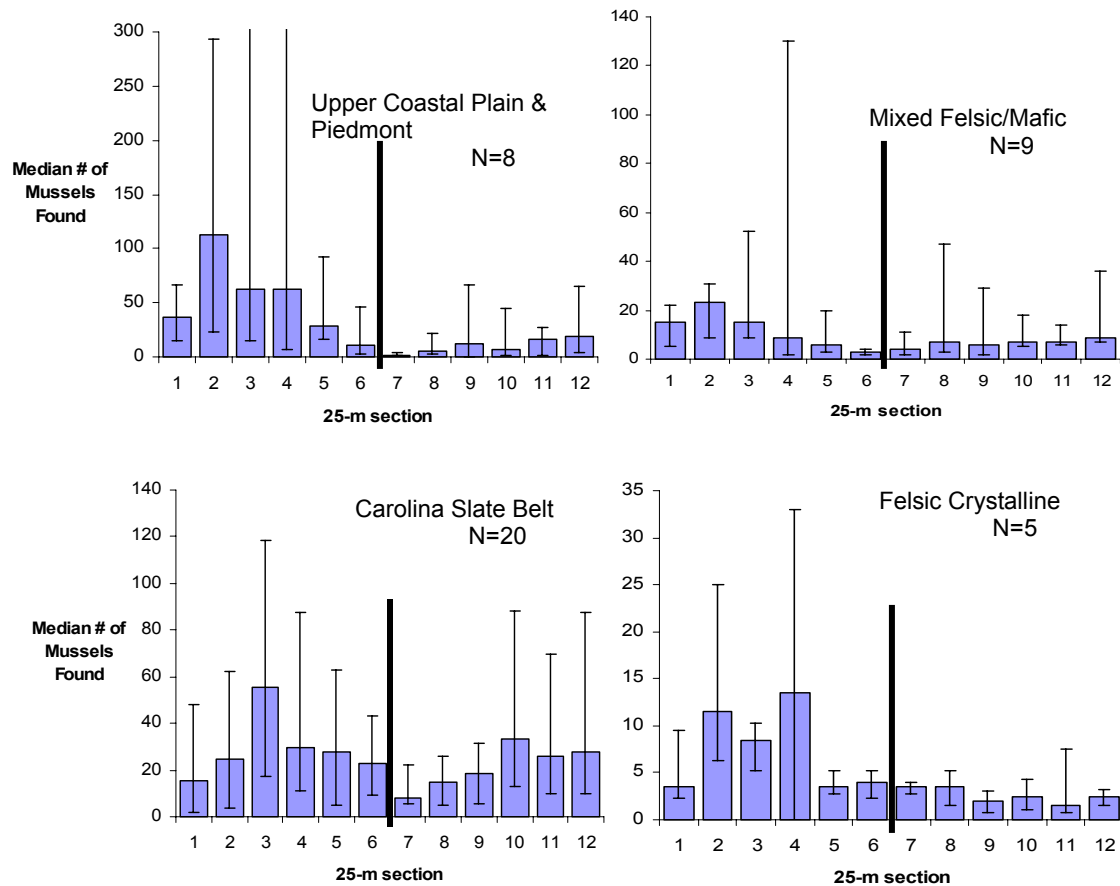 300
250
200
150
100
50
0
Median # of
Mussels
Found
Upper Coastal Plain &
Piedmont
N=8
1 2 3 4 5 6 7 8 9 10 11 12
25-m section
140
120
100
80
60
40
20
0
Mixed Felsic/Mafic
N=9
1 2 3 4 5 6 7 8 9 10 11 12
25-m section
140
120
100
80
60
40
20
0
Median # of
Mussels
Found
Carolina Slate Belt
N=20
1 2 3 4 5 6 7 8 9 10 11 12
25-m section
35
30
25
20
15
10
5
0
Felsic Crystalline
N=5
1 2 3 4 5 6 7 8 9 10 11 12
25-m section